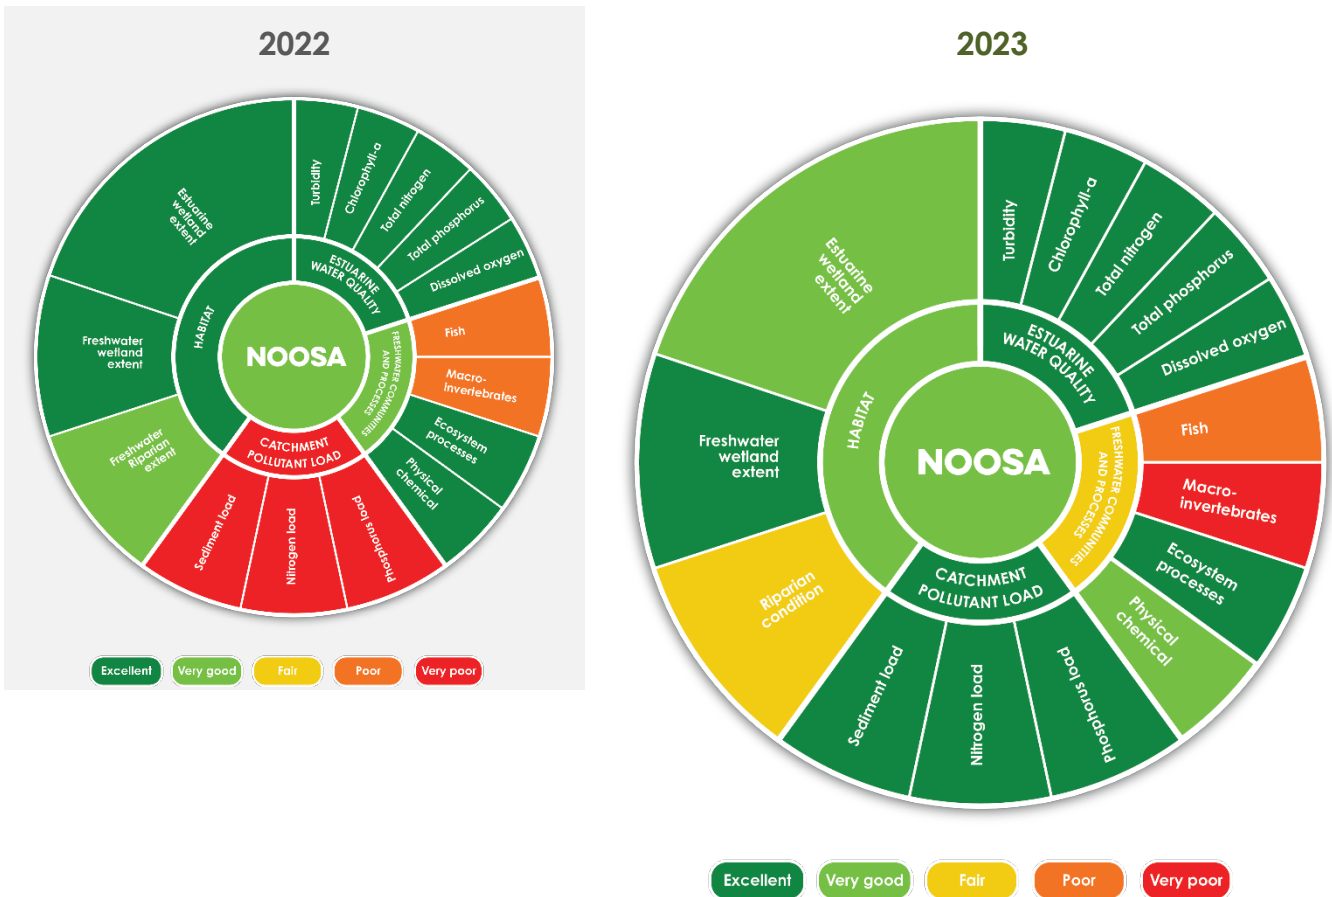 2022
Turbidity
Chlorophyll-a
Total nitrogen
Total phosphorus
Dissolved oxygen
Fish
Macro-
Invertebrates
Ecosystem
processes
Physical
chemical
Phosphorus load
Nitrogen load
Sediment load
Freshwater
Riparian
extent
Freshwater
wetland
extent
Estuarine
wetland
extent
ESTUARINE
WATER QUALITY
FRESHWATER COMMUNITIES
AND PROCESSES
CATCHMENT
POLLUTANT LOAD
HABITAT
NOOSA
Excellent
Very good
Fair
Poor
Very poor
2023
Turbidity
Chlorophyll-a
Total nitrogen
Total phosphorus
Dissolved oxygen
Fish
Macro-
invertebrates
Ecosystem
processes
Physical
chemical
Phosphorus load
Nitrogen load
Sediment load
Riparian
condition
Freshwater
wetland
extent
Estuarine
wetland
extent
ESTUARINE
WATER QUALITY
FRESHWATER COMMUNITIES
AND PROCESSES
CATCHMENT
POLLUTANT LOAD
HABITAT
NOOSA
Excellent
Very good
Fair
Poor
Very poor